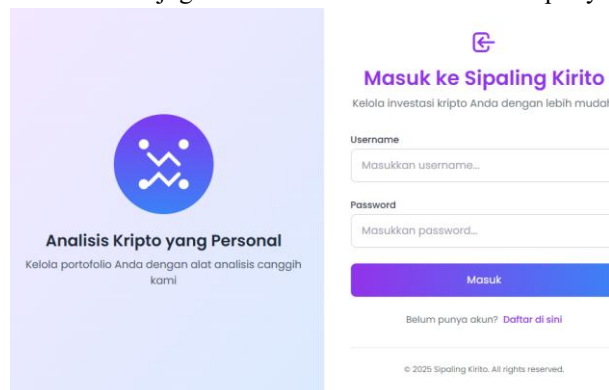 Analisis Kripto yang Personal
Kelola portofolio Anda dengan alat analisis canggih
kami
Masuk ke Sipaling Kirito
Kelola investasi kripto Anda dengan lebih mudah
Username
Masukkan username...
Password
Masukkan password...
Masuk
Belum punya akun? Daftar di sini
© 2025 Sipaling Kirito. All rights reserved.